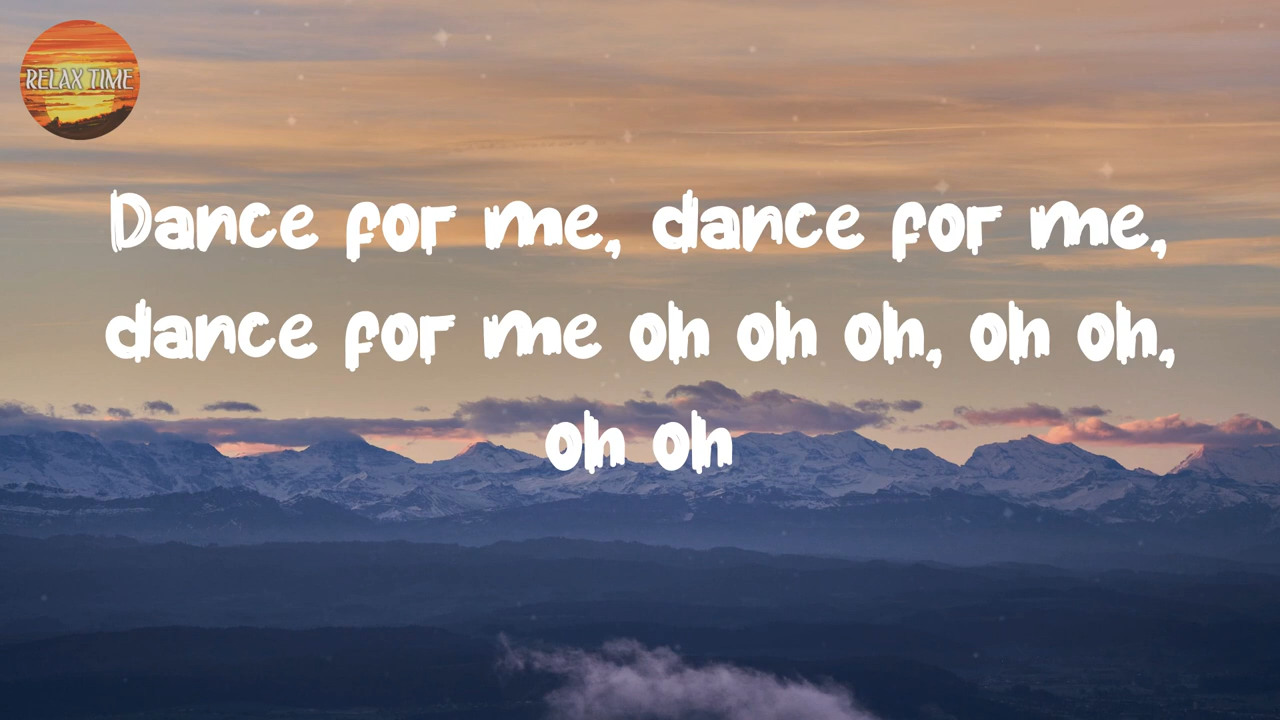 RELAX TIME
Dance for me, dance for me,
dance for me oh oh oh, oh oh,
oh oh